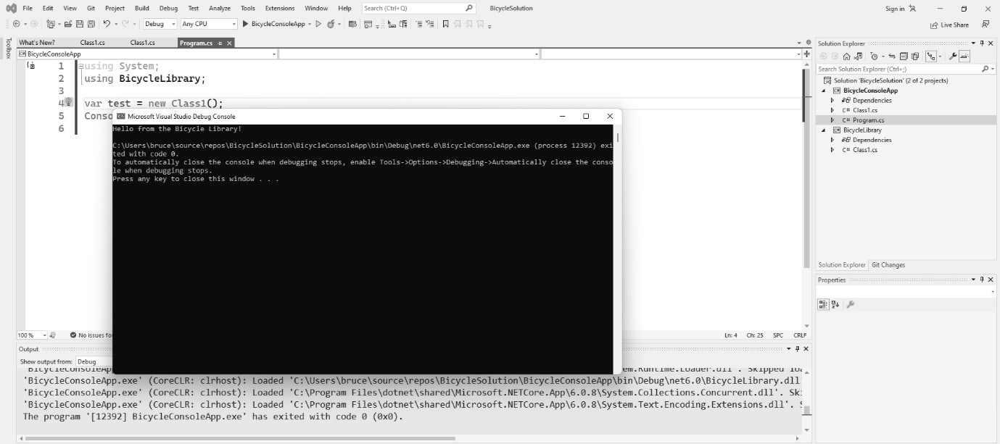 File Edit View Git Project Build Debug Test Analyze Tools Extensions Window Help Search (Ctrl+Q) BicycleSolution Sign in
Debug Any CPU BicycleConsoleApp Live Share
Toolbox
What's New? Class1.cs Class1.cs Program.cs
BicycleConsoleApp
1 using System;
2 using BicycleLibrary;
3
4 var test = new Class1();
5 Conso
6
Microsoft Visual Studio Debug Console
Hello from the Bicycle Library!
C:\Users\bruce\source\repos\BicycleSolution\BicycleConsoleApp\bin\Debug\net6.0\BicycleConsoleApp.exe (process 12392) exi
ted with code 0.
To automatically close the console when debugging stops, enable Tools->Options->Debugging->Automatically close the conso
le when debugging stops.
Press any key to close this window . . .
100 % No issues fo Ln: 4 Ch: 25 SPC CRLF
Output
Show output from: Debug
'BicycleConsoleApp.exe' (CoreCLR: clrhost): Loaded 'C:\Users\bruce\source\repos\BicycleSolution\BicycleConsoleApp\bin\Debug\net6.0\BicycleLibrary.dll
'BicycleConsoleApp.exe' (CoreCLR: clrhost): Loaded 'C:\Program Files\dotnet\shared\Microsoft.NETCore.App\6.0.8\System.Collections.Concurrent.dll'. Ski
'BicycleConsoleApp.exe' (CoreCLR: clrhost): Loaded 'C:\Program Files\dotnet\shared\Microsoft.NETCore.App\6.0.8\System.Text.Encoding.Extensions.dll'. S
The program '[12392] BicycleConsoleApp.exe' has exited with code 0 (0x0).
Solution Explorer
Search Solution Explorer (Ctrl+;)
Solution 'BicycleSolution' (2 of 2 projects)
BicycleConsoleApp
Dependencies
C# Class1.cs
C# Program.cs
BicycleLibrary
Dependencies
C# Class1.cs
Solution Explorer Git Changes
Properties